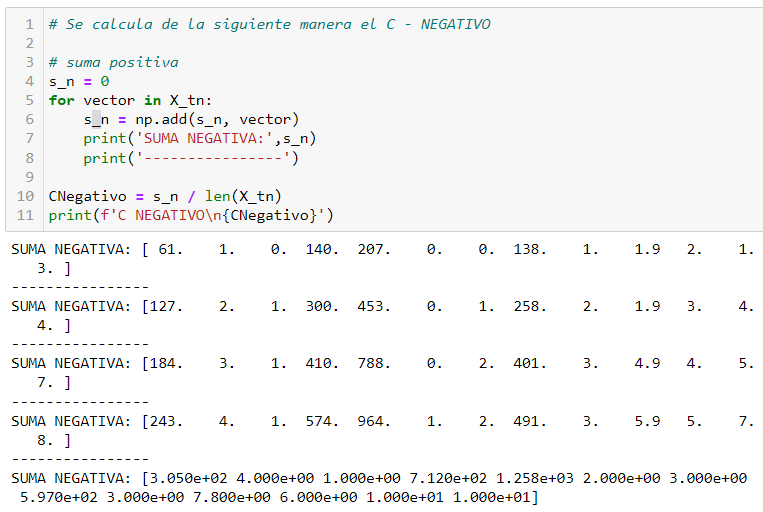 1 # Se calcula de la siguiente manera el C - NEGATIVO
2
3 # suma positiva
4 s_n = 0
5 for vector in X_tn:
6     s_n = np.add(s_n, vector)
7     print('SUMA NEGATIVA:',s_n)
8     print('----------------')
9
10 CNegativo = s_n / len(X_tn)
11 print(f'C NEGATIVO\n{CNegativo}')
SUMA NEGATIVA: [ 61.    1.    0.  140.  207.    0.    0.  138.    1.    1.9   2.    1.
   3. ]
----------------
SUMA NEGATIVA: [127.    2.    1.  300.  453.    0.    1.  258.    2.    1.9   3.    4.
   4. ]
----------------
SUMA NEGATIVA: [184.    3.    1.  410.  788.    0.    2.  401.    3.    4.9   4.    5.
   7. ]
----------------
SUMA NEGATIVA: [243.    4.    1.  574.  964.    1.    2.  491.    3.    5.9   5.    7.
   8. ]
----------------
SUMA NEGATIVA: [3.050e+02 4.000e+00 1.000e+00 7.120e+02 1.258e+03 2.000e+00 3.000e+00
 5.970e+02 3.000e+00 7.800e+00 6.000e+00 1.000e+01 1.000e+01]